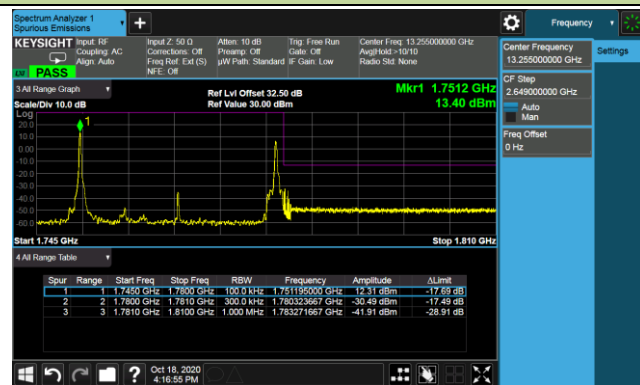 Spectrum Analyzer 1
Spurious Emissions
Frequency
KEYSIGHT
Input: RF
Coupling: AC
Align: Auto
Input Z: 50 Ω
Corrections: Off
Freq Ref: Ext (S)
NFE: Off
Atten: 10 dB
Preamp: Off
µW Path: Standard
Trig: Free Run
Gate: Off
IF Gain: Low
Center Freq: 13.255000000 GHz
Avg|Hold:>10/10
Radio Std: None
PASS
3 All Range Graph
Scale/Div 10.0 dB
Ref Lvl Offset 32.50 dB
Ref Value 30.00 dBm
Mkr1 1.7512 GHz
13.40 dBm
Log
20.0
10.0
0.00
-10.0
-20.0
-30.0
-40.0
-50.0
-60.0
1
Start 1.745 GHz
Stop 1.810 GHz
4 All Range Table
Spur Range Start Freq Stop Freq RBW Frequency Amplitude ΔLimit
1 1 1.7450 GHz 1.7800 GHz 100.0 kHz 1.751195000 GHz 12.31 dBm -17.69 dB
2 2 1.7800 GHz 1.7810 GHz 300.0 kHz 1.780323667 GHz -30.49 dBm -17.49 dB
3 3 1.7810 GHz 1.8100 GHz 1.000 MHz 1.783271667 GHz -41.91 dBm -28.91 dB
Center Frequency
13.255000000 GHz
Settings
CF Step
2.649000000 GHz
Auto
Man
Freq Offset
0 Hz
Oct 18, 2020
4:16:55 PM